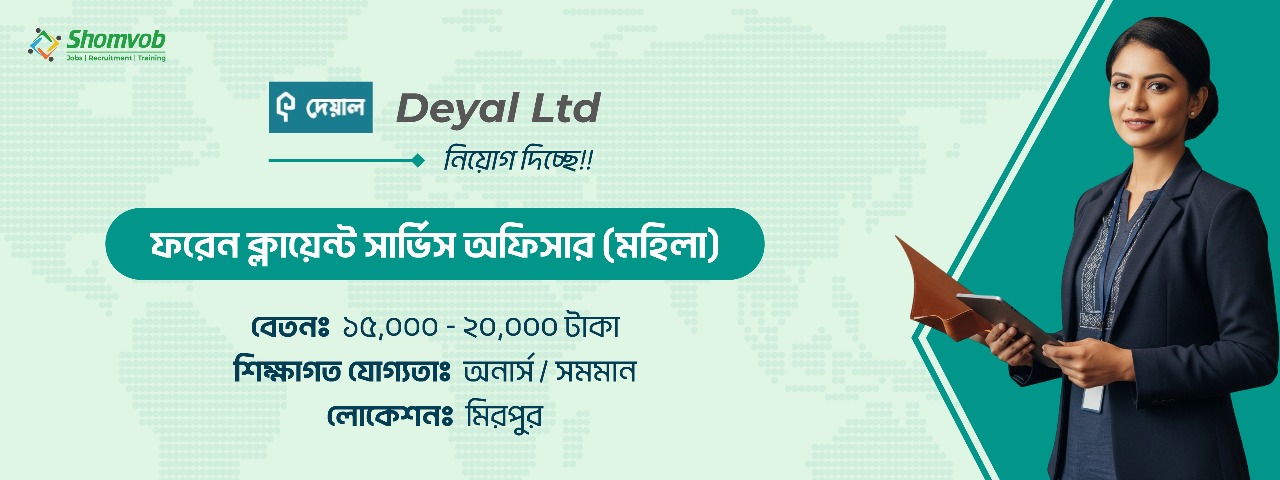 Shomvob
Jobs | Recruitment | Training
দেয়াল Deyal Ltd
নিয়োগ দিচ্ছে!!
ফরেন ক্লায়েন্ট সার্ভিস অফিসার (মহিলা)
বেতনঃ ১৫,০০০ - ২০,০০০ টাকা
শিক্ষাগত যোগ্যতাঃ অনার্স / সমমান
লোকেশনঃ মিরপুর